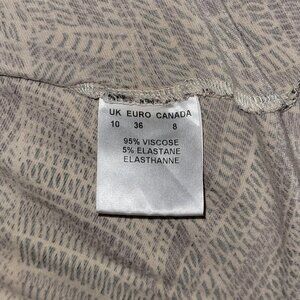 UK EURO CANADA
10 36 8
95% VISCOSE
5% ELASTANE
ELASTHANNE